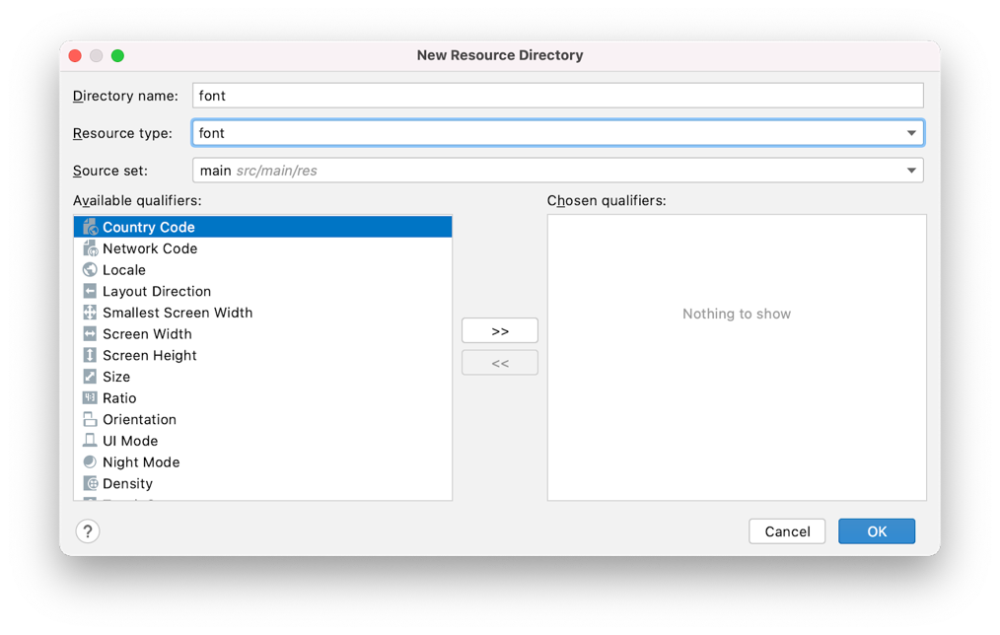 New Resource Directory
Directory name: font
Resource type: font
Source set: main src/main/res
Available qualifiers:
Chosen qualifiers:
Country Code
Network Code
Locale
Layout Direction
Smallest Screen Width
Screen Width
Screen Height
Size
Ratio
Orientation
UI Mode
Night Mode
Density
>>
<<
Nothing to show
?
Cancel
OK